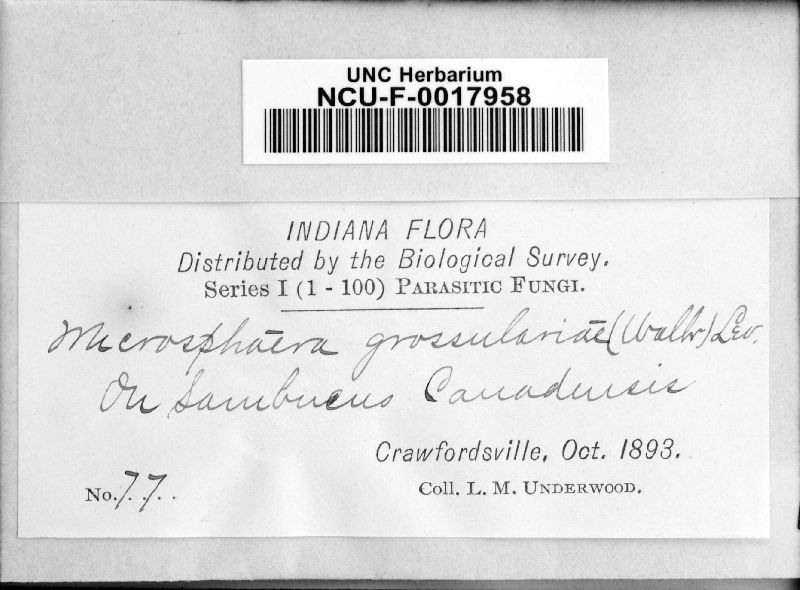 UNC Herbarium
NCU-F-0017958
INDIANA FLORA
Distributed by the Biological Survey.
Series I (1 - 100) PARASITIC FUNGI.
Microsphaera grossulariae (Wallr) Lev.
On Sambucus Canadensis
Crawfordsville, Oct. 1893.
No. 77.
Coll. L. M. UNDERWOOD.